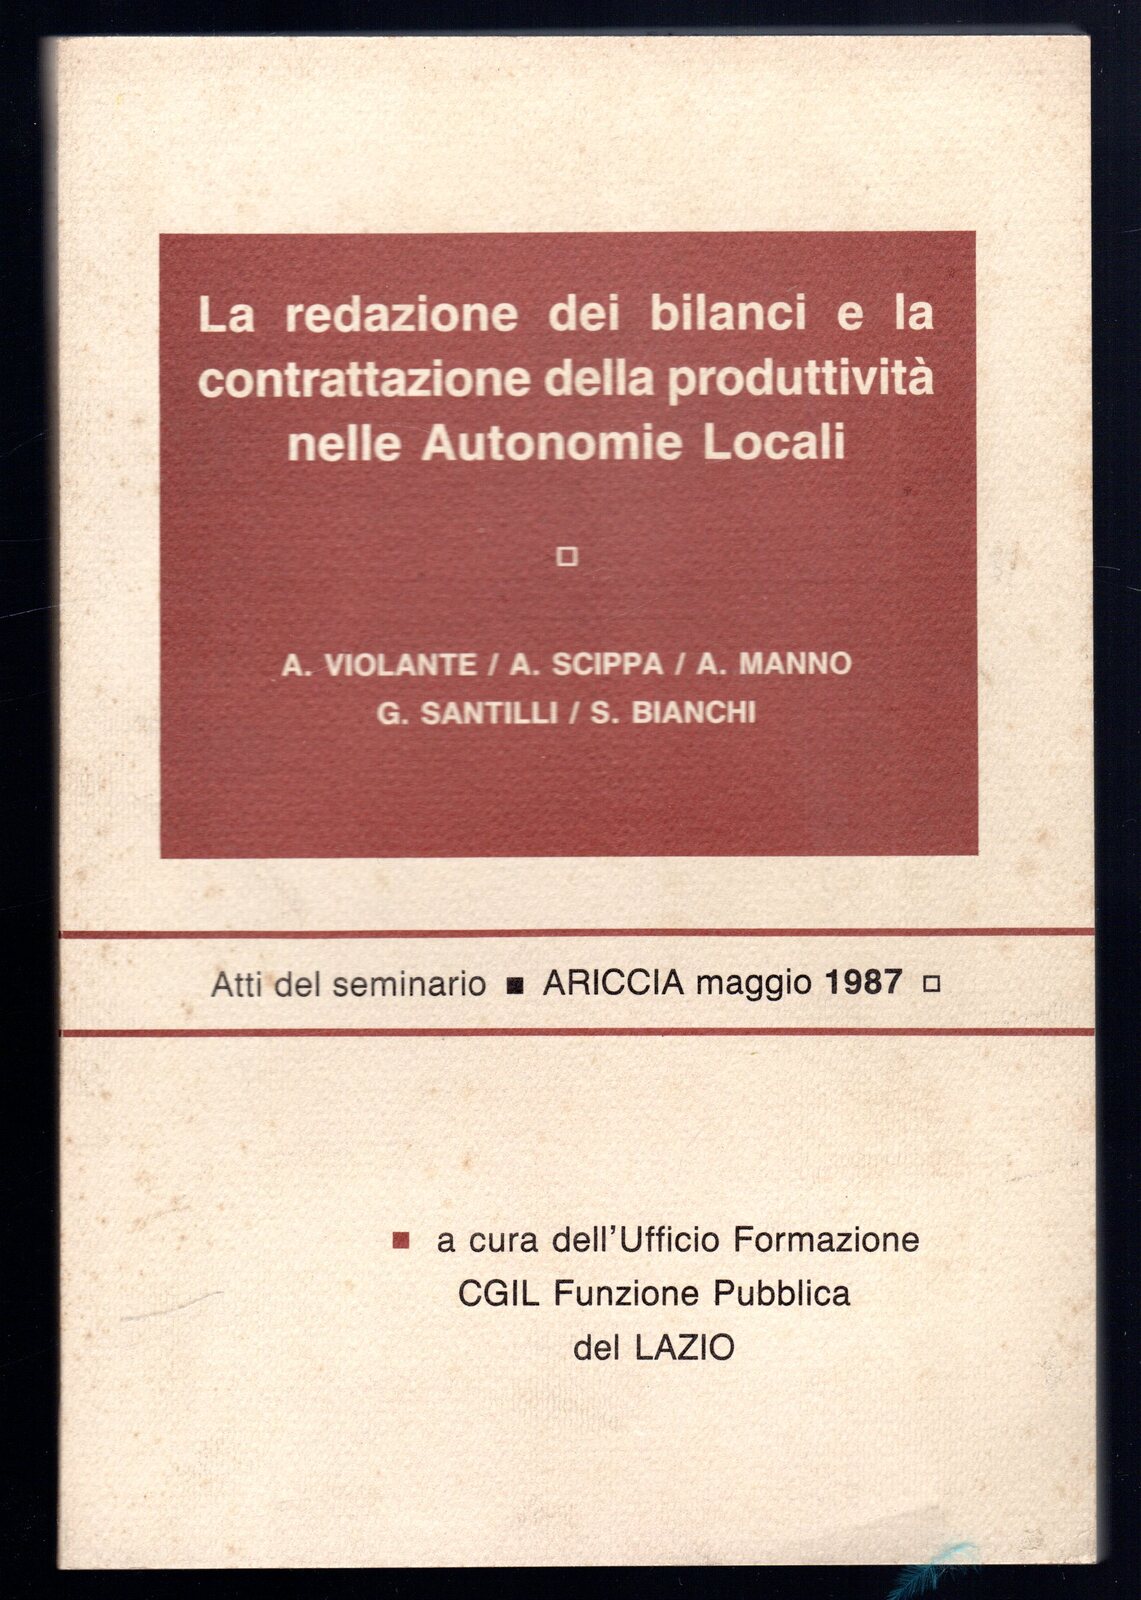 La redazione dei bilanci e la
contrattazione della produttività
nelle Autonomie Locali
A. VIOLANTE / A. SCIPPA / A. MANNO
G. SANTILLI / S. BIANCHI
Atti del seminario ■ ARICCIA maggio 1987 □
■ a cura dell'Ufficio Formazione
CGIL Funzione Pubblica
del LAZIO